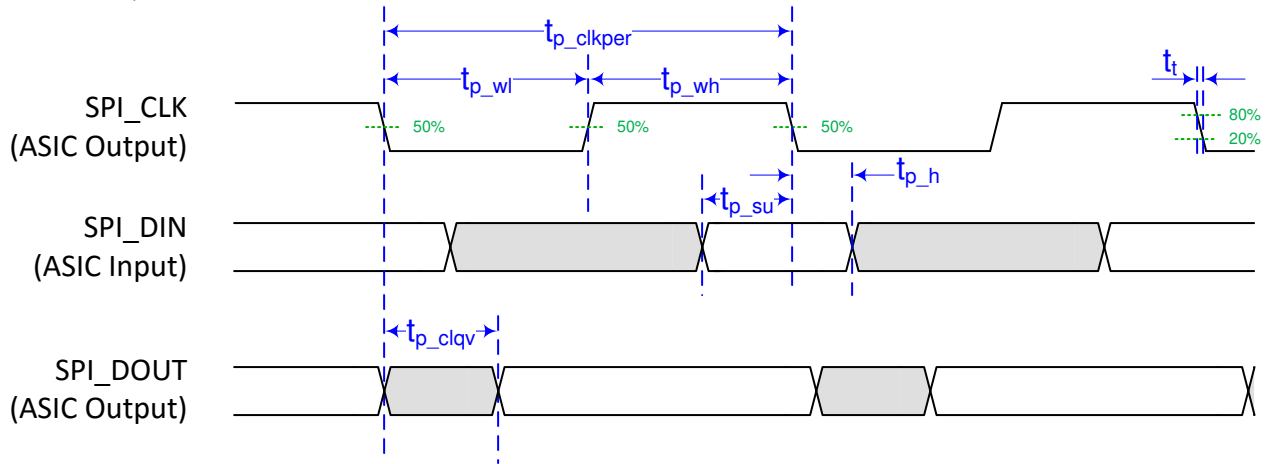 t_p_clkper
t_p_wl t_p_wh t_t
SPI_CLK
(ASIC Output)
50% 50% 50% 80%
20%
t_p_su t_p_h
SPI_DIN
(ASIC Input)
t_p_clqv
SPI_DOUT
(ASIC Output)